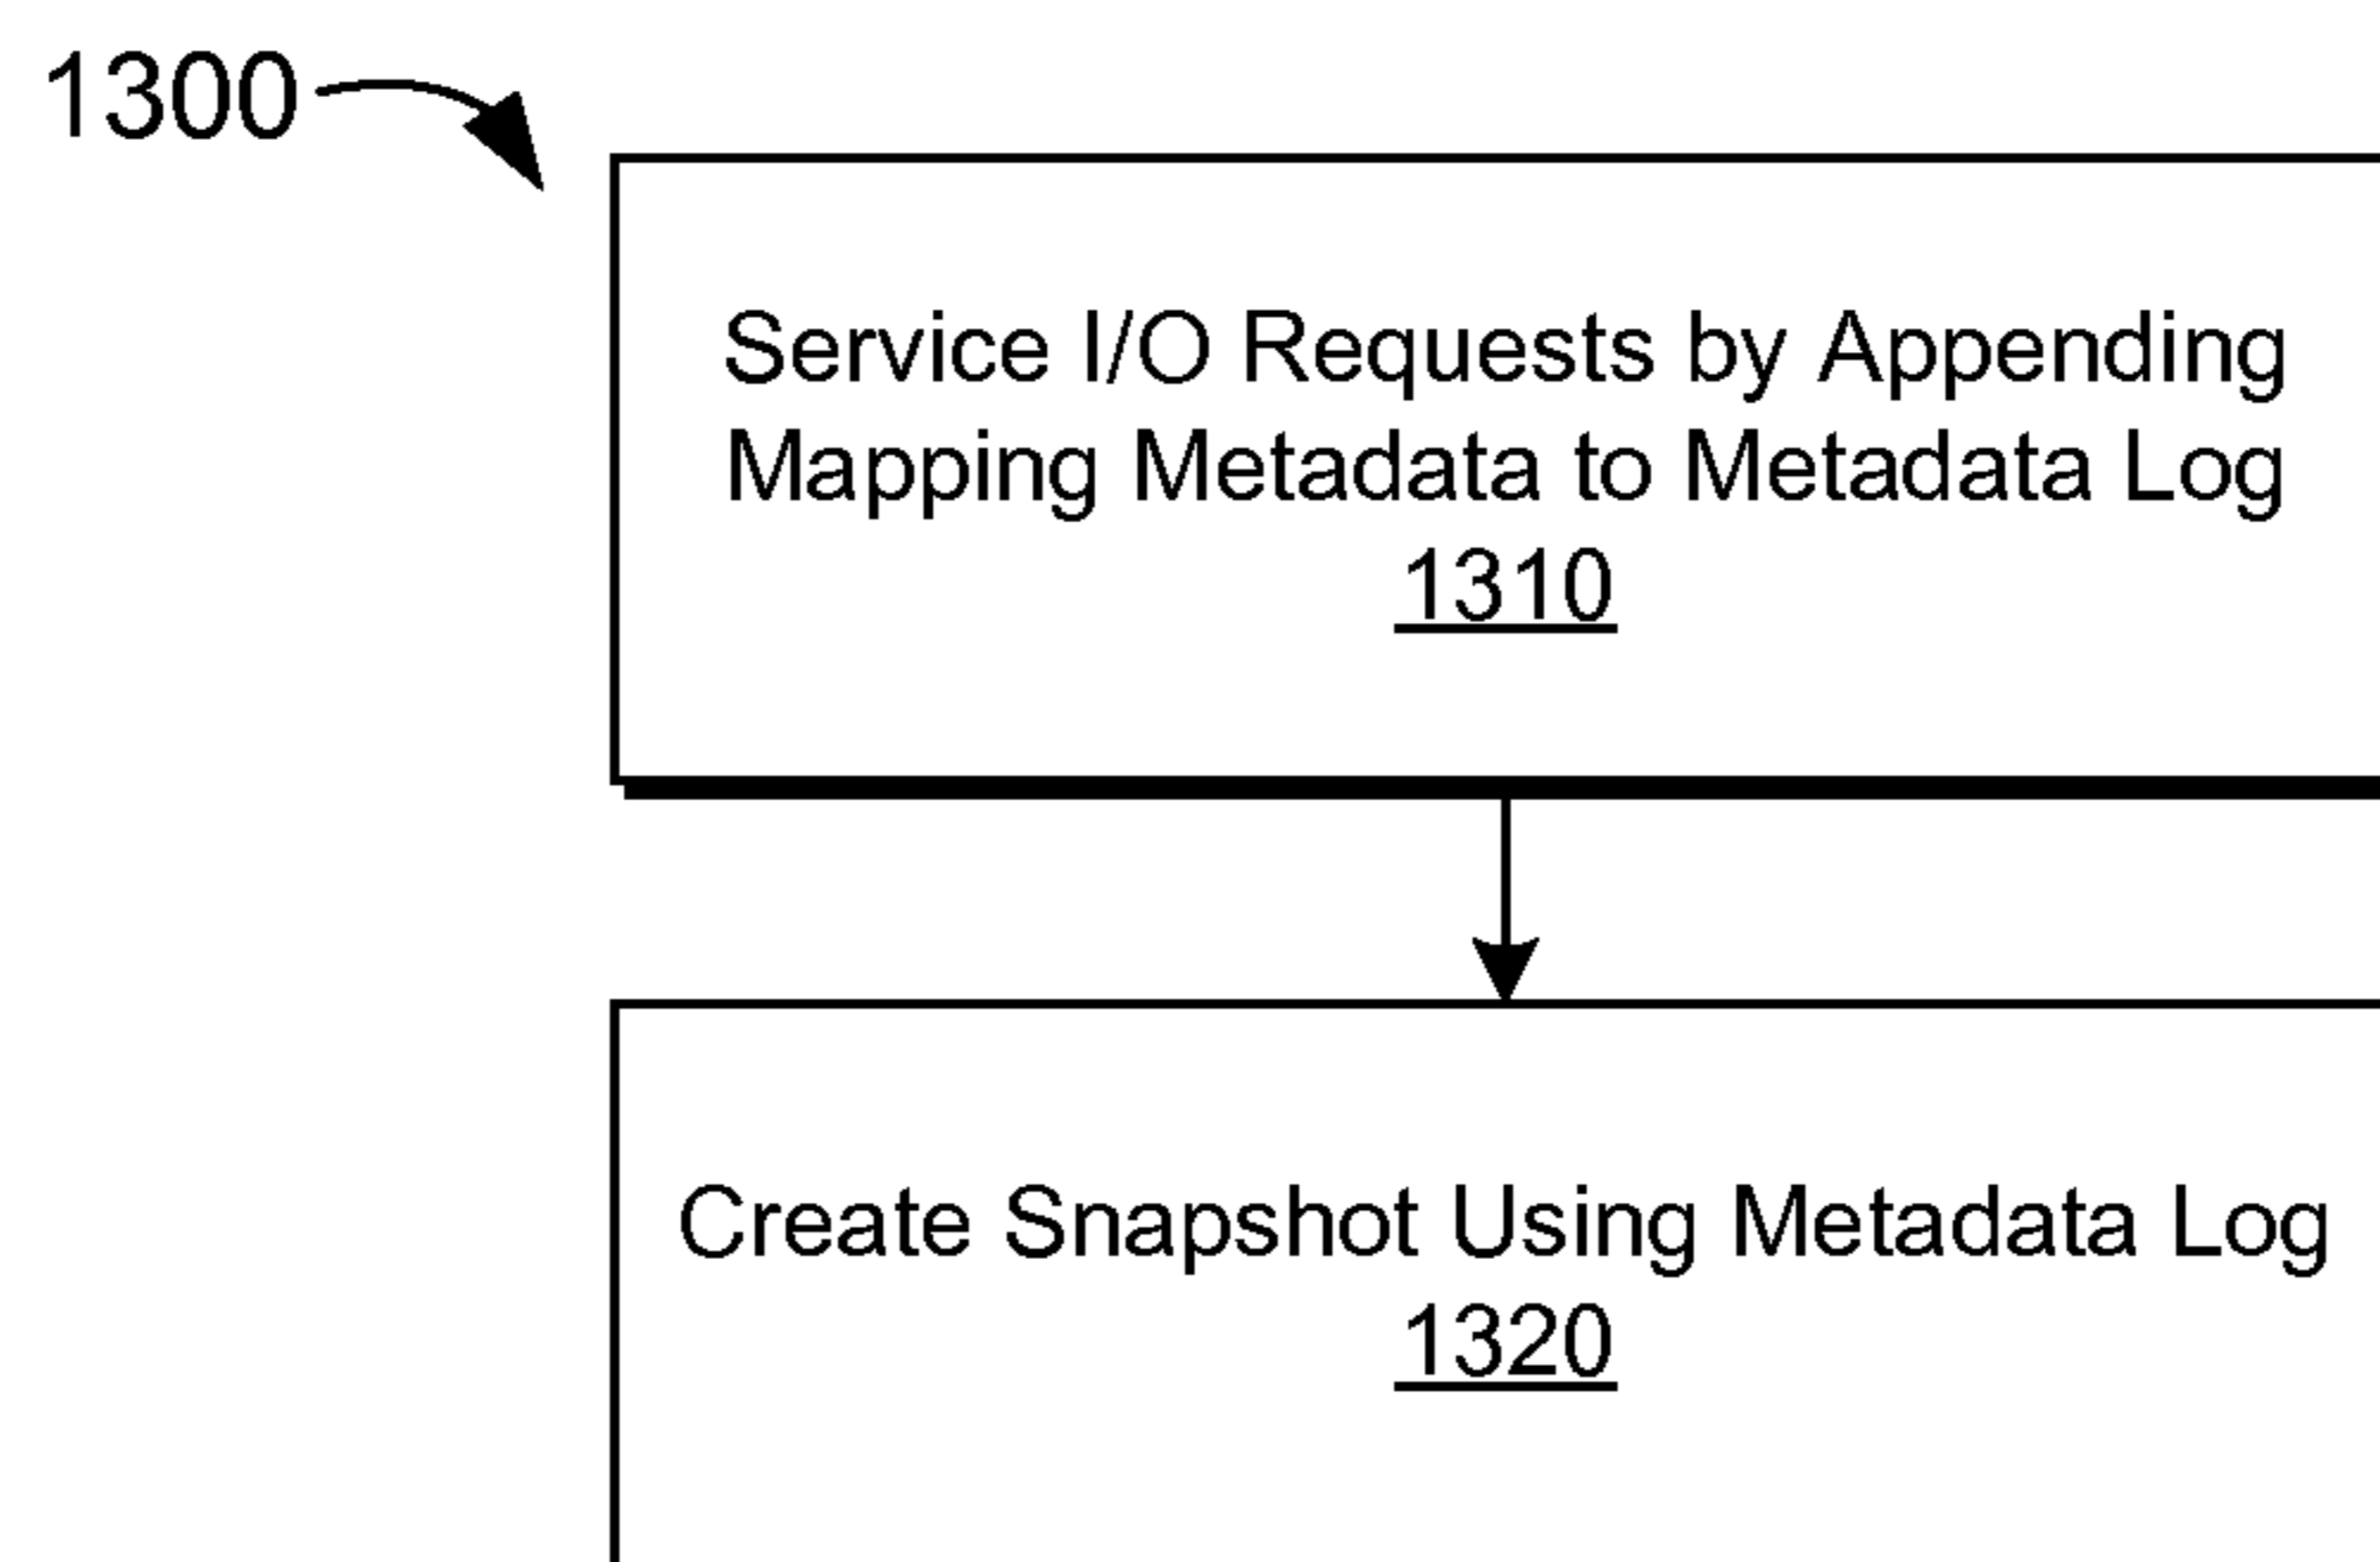 1300
Service I/O Requests by Appending
Mapping Metadata to Metadata Log
1310
Create Snapshot Using Metadata Log
1320